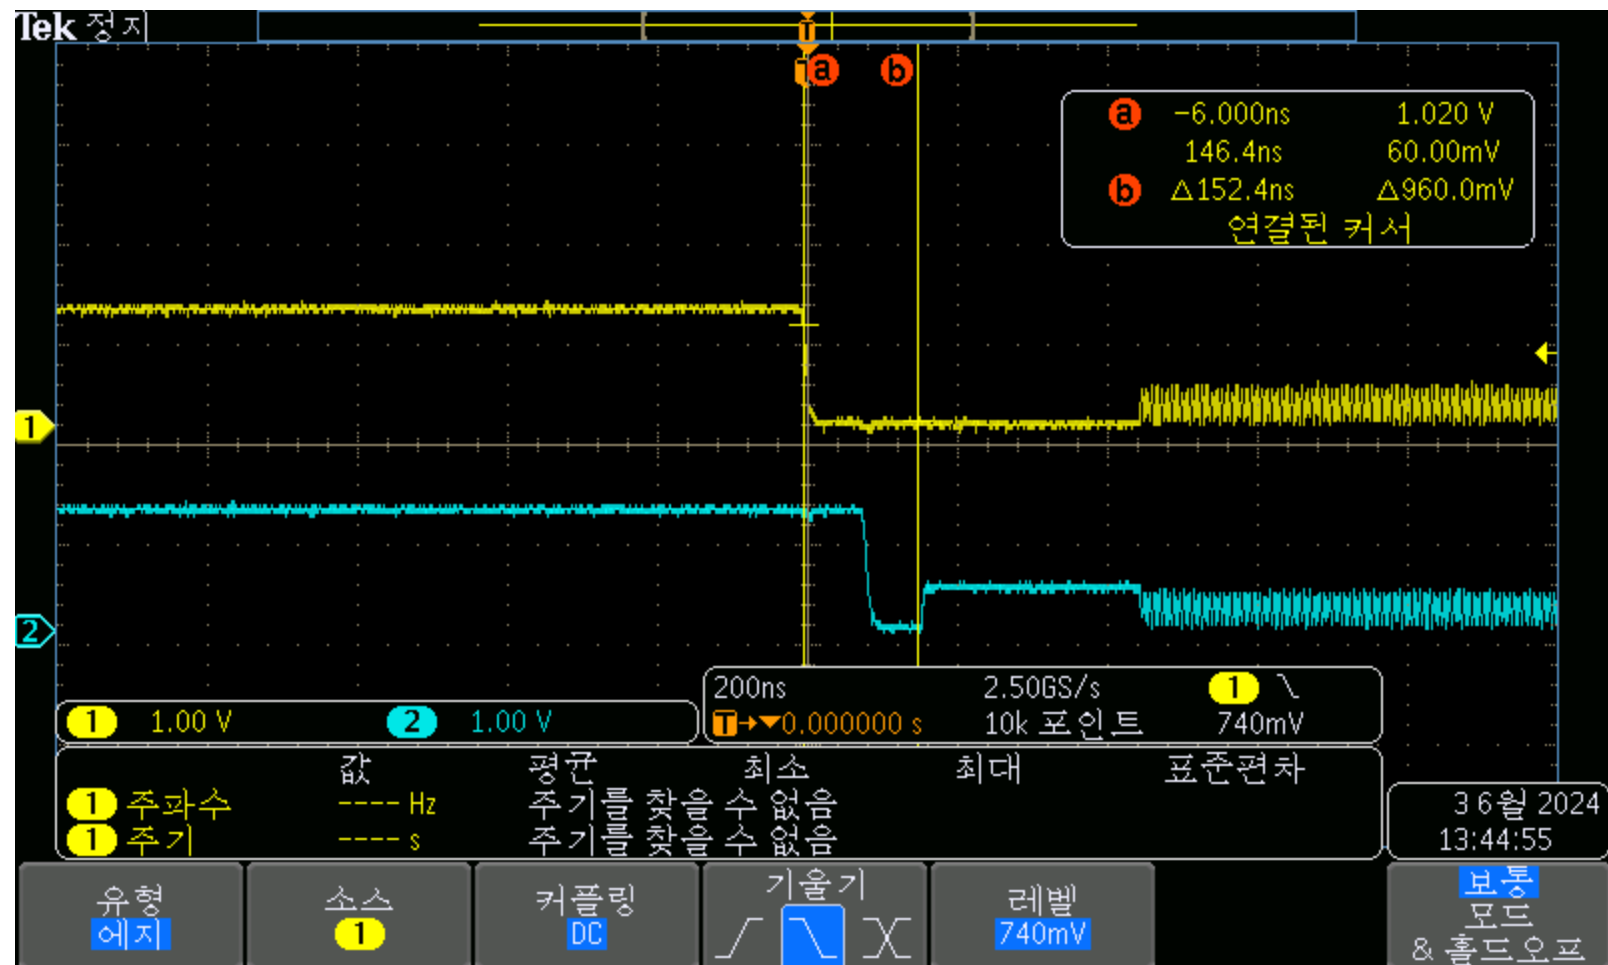 Tek 정지
T
T a b
a -6.000ns 1.020 V
146.4ns 60.00mV
b △152.4ns △960.0mV
연결된 커서
1
2
1 1.00 V 2 1.00 V
200ns 2.50GS/s 1
T→▼0.000000 s 10k 포인트 740mV
값 평균 최소 최대 표준편차
1 주파수 ---- Hz 주기를 찾을 수 없음
1 주기 ---- s 주기를 찾을 수 없음
3 6월 2024
13:44:55
유형
에지
소스
1
커플링
DC
기울기
레벨
740mV
보통
모드
& 홀드오프